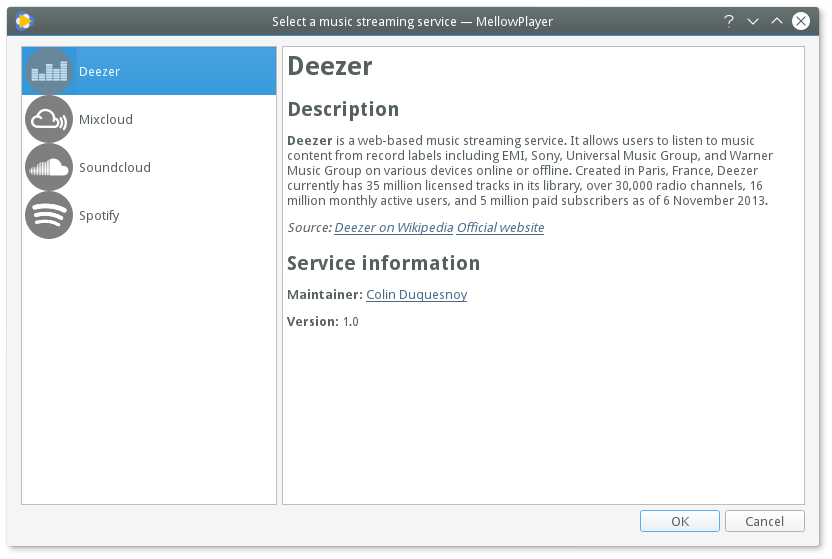 Select a music streaming service — MellowPlayer
Deezer
Mixcloud
Soundcloud
Spotify
Deezer
Description
Deezer is a web-based music streaming service. It allows users to listen to music
content from record labels including EMI, Sony, Universal Music Group, and Warner
Music Group on various devices online or offline. Created in Paris, France, Deezer
currently has 35 million licensed tracks in its library, over 30,000 radio channels, 16
million monthly active users, and 5 million paid subscribers as of 6 November 2013.
Source: Deezer on Wikipedia Official website
Service information
Maintainer: Colin Duquesnoy
Version: 1.0
OK
Cancel